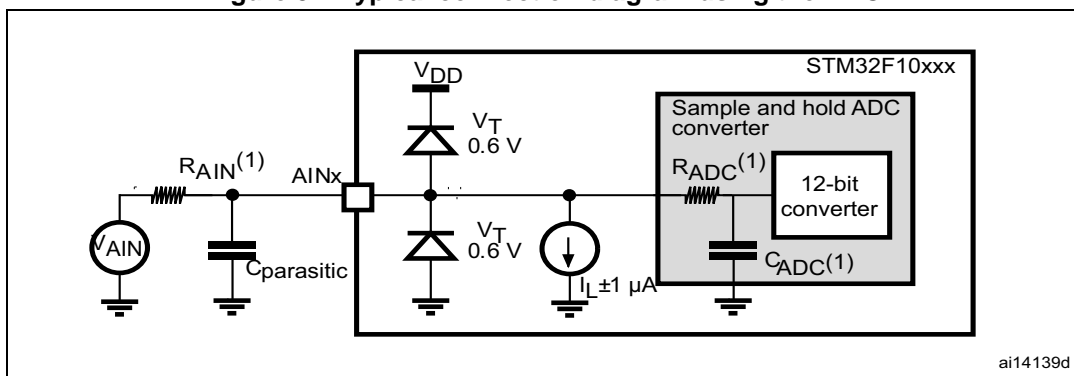 STM32F10xxx
VDD
Sample and hold ADC
converter
VT
0.6 V
RAIN(1)
AINx
RADC(1)
12-bit
converter
VAIN
Cparasitic
VT
0.6 V
IL±1 µA
CADC(1)
ai14139d